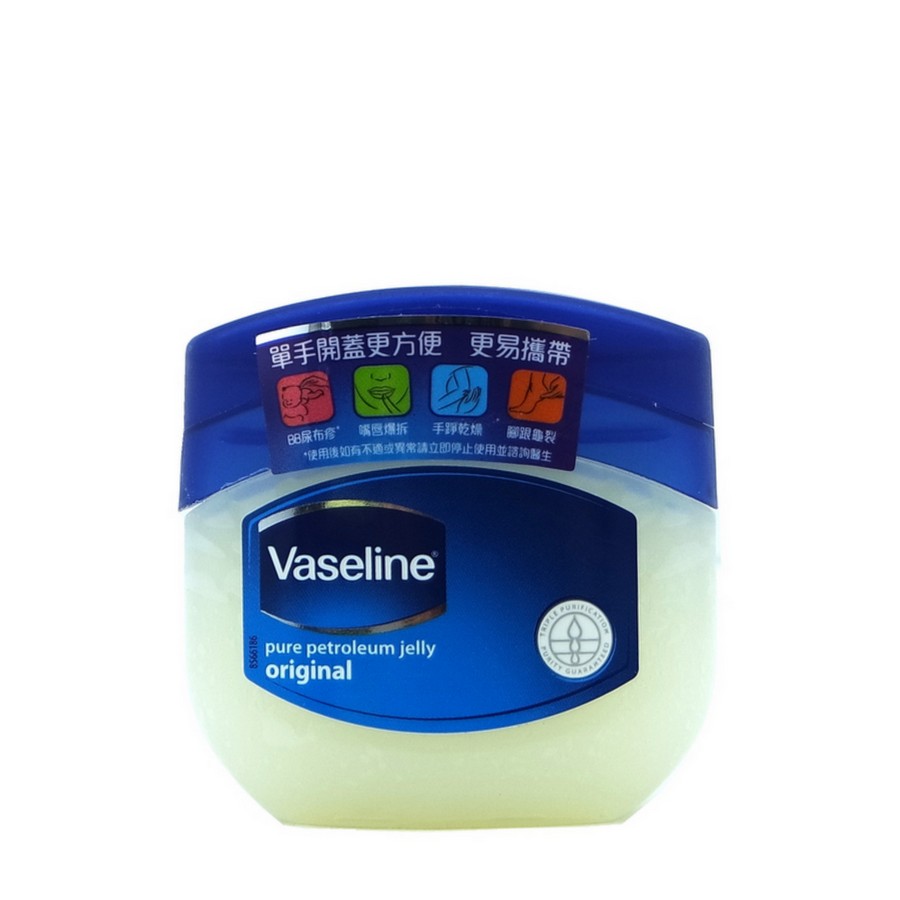 單手開蓋更方便 更易攜帶
BB尿布疹*
嘴唇爆拆
手踭乾燥
腳跟龜裂
*使用後如有不適或異常請立即停止使用並諮詢醫生
Vaseline®
pure petroleum jelly
original
TRIPLE PURIFICATION
PURITY GUARANTEED
8566186